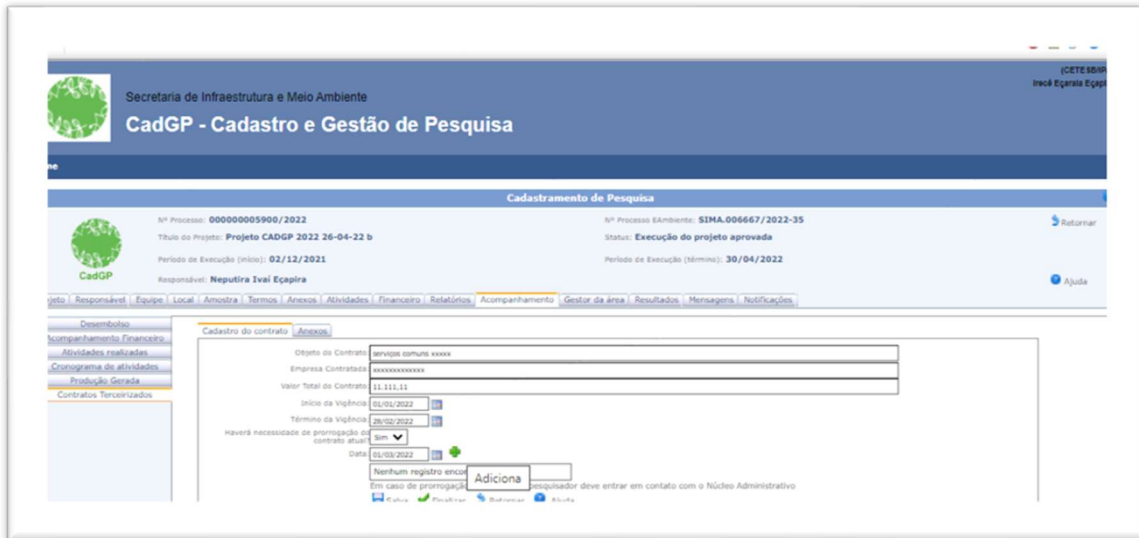 (CETESB/IPA
Irecê Eçaraia Eçapi
Secretaria de Infraestrutura e Meio Ambiente
CadGP - Cadastro e Gestão de Pesquisa
me
Cadastramento de Pesquisa
Nº Processo: 000000005900/2022
Nº Processo EAmbiente: SIMA.006667/2022-35
Retornar
Título do Projeto: Projeto CADGP 2022 26-04-22 b
Status: Execução do projeto aprovada
Período de Execução (início): 02/12/2021
Período de Execução (término): 30/04/2022
CadGP
Responsável: Neputira Ivaí Eçapira
Ajuda
jeto Responsável Equipe Local Amostra Termos Anexos Atividades Financeiro Relatórios Acompanhamento Gestor da área Resultados Mensagens Notificações
Desembolso
Acompanhamento Financeiro
Atividades realizadas
Cronograma de atividades
Produção Gerada
Contratos Terceirizados
Cadastro do contrato Anexos
Objeto do Contrato: serviços comuns xxxxx
Empresa Contratada: xxxxxxxxxxxxx
Valor Total do Contrato: 11.111,11
Início da Vigência: 01/01/2022
Término da Vigência: 28/02/2022
Haverá necessidade de prorrogação do
contrato atual? Sim
Data: 01/03/2022
Nenhum registro encon
Adiciona
Em caso de prorrogaçã pesquisador deve entrar em contato com o Núcleo Administrativo
Salva Finalizar Retornar Ajuda